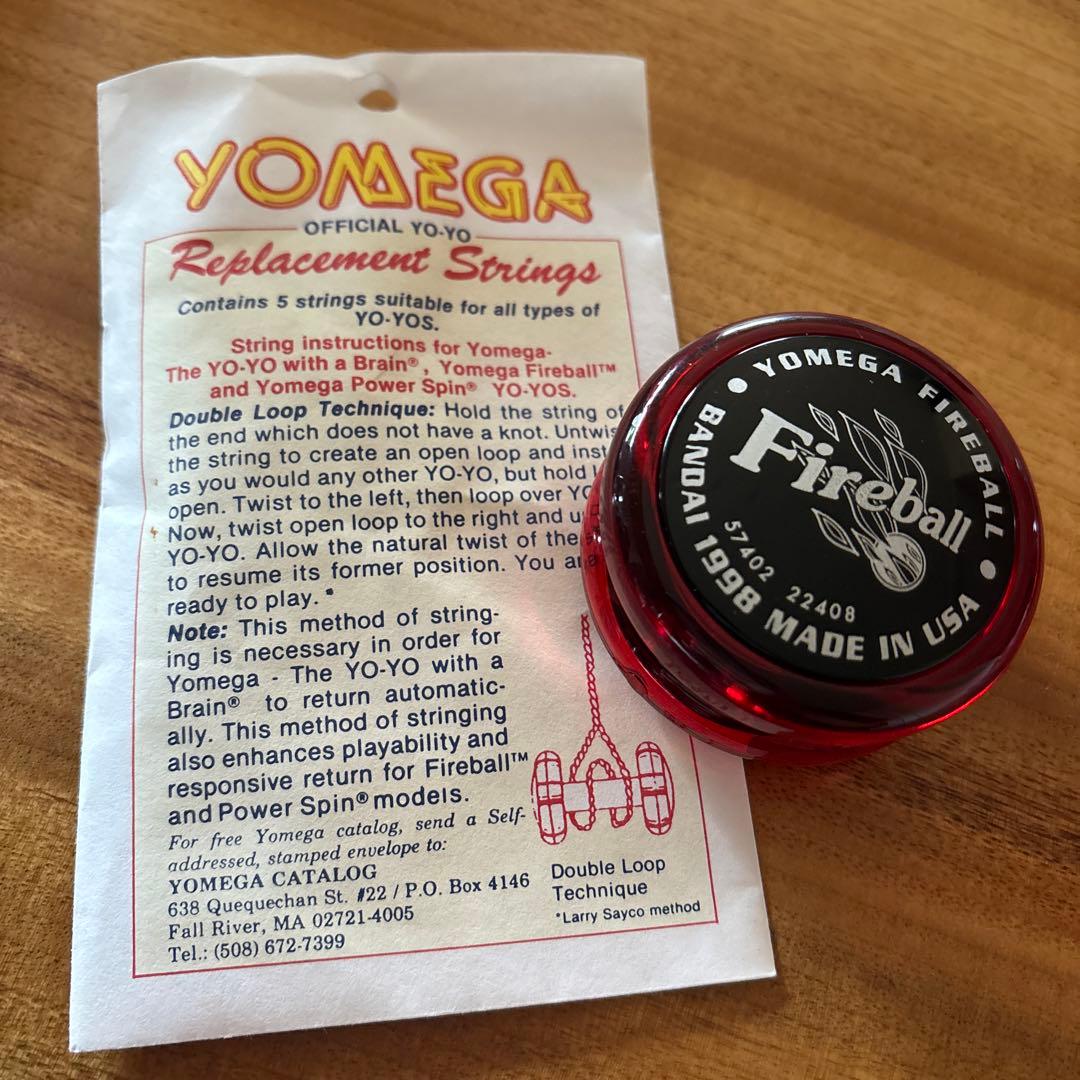 YOMEGA
OFFICIAL YO-YO
Replacement Strings
Contains 5 strings suitable for all types of
YO-YOS.
String instructions for Yomega-
The YO-YO with a Brain®, Yomega Fireball™
and Yomega Power Spin® YO-YOS.
Double Loop Technique: Hold the string of
the end which does not have a knot.
the string to create an open loop and
as you would any other YO-YO, but hold
open. Twist to the left, then loop over
Now, twist open loop to the right and
YO-YO. Allow the natural twist of the
to resume its former position. You
ready to play.*
Note: This method of string-
ing is necessary in order for
Yomega - The YO-YO with a
Brain® to return automatic-
ally. This method of stringing
also enhances playability and
responsive return for Fireball™
and Power Spin® models.
For free Yomega catalog, send a Self-
addressed, stamped envelope to:
YOMEGA CATALOG
638 Quequechan St. #22 / P.O. Box 4146
Fall River, MA 02721-4005
Tel.: (508) 672-7399
Double Loop
Technique
*Larry Sayco method
YOMEGA FIREBALL
Fireball
57402 22408
BANDAI 1998 MADE IN USA